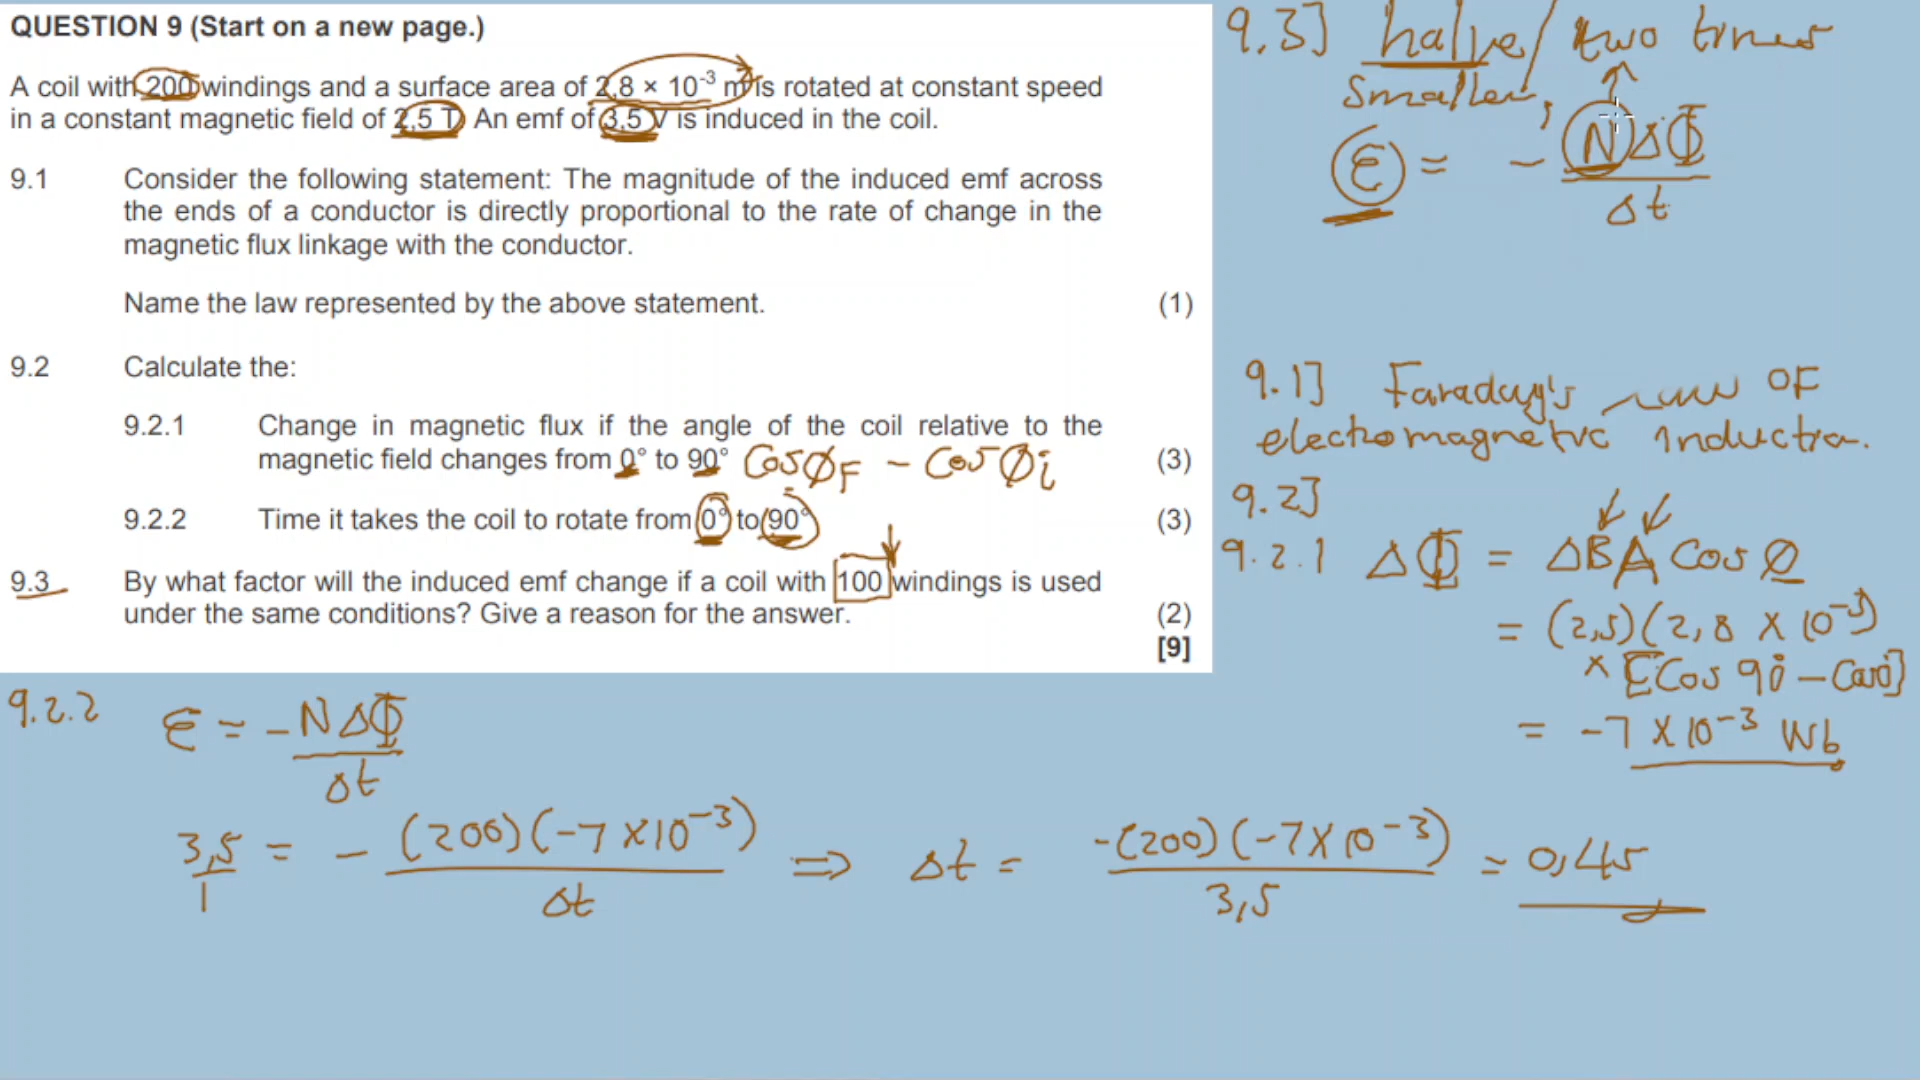 QUESTION 9 (Start on a new page.)
A coil with 200 windings and a surface area of 2,8 × 10⁻³ m² is rotated at constant speed
in a constant magnetic field of 2,5 T. An emf of 3,5 V is induced in the coil.
9.1 Consider the following statement: The magnitude of the induced emf across
the ends of a conductor is directly proportional to the rate of change in the
magnetic flux linkage with the conductor.
Name the law represented by the above statement. (1)
9.2 Calculate the:
9.2.1 Change in magnetic flux if the angle of the coil relative to the
magnetic field changes from 0° to 90° CosØF - CosØi (3)
9.2.2 Time it takes the coil to rotate from 0° to 90° (3)
9.3 By what factor will the induced emf change if a coil with 100 windings is used
under the same conditions? Give a reason for the answer. (2)
[9]
9.3] halve/two times
Smaller;
ε = - NΔΦ
Δt
9.1] Faraday's law OF
electromagnetic induction.
9.2]
9.2.1 ΔΦ = ΔBA Cos Ø
= (2,5)(2,8 × 10⁻³)
× [Cos 90 - Cos0]
= -7 × 10⁻³ Wb
9.2.2 ε = -NΔΦ
Δt
3,5 = - (200)(-7 × 10⁻³) ⇒ Δt = -(200)(-7 × 10⁻³) = 0,45
1 Δt 3,5